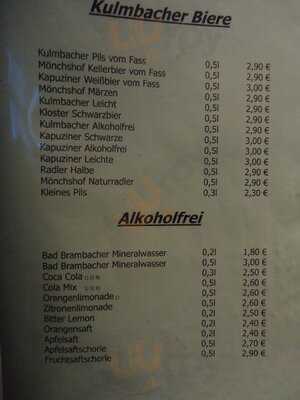 Kulmbacher Biere
Kulmbacher Pils vom Fass 0,5l 2,90 €
Mönchshof Kellerbier vom Fass 0,5l 2,90 €
Kapuziner Weißbier vom Fass 0,5l 3,00 €
Mönchshof Märzen 0,5l 2,90 €
Kulmbacher Leicht 0,5l 2,90 €
Kloster Schwarzbier 0,5l 2,90 €
Kulmbacher Alkoholfrei 0,5l 2,90 €
Kapuziner Schwarze 0,5l 3,00 €
Kapuziner Alkoholfrei 0,5l 3,00 €
Kapuziner Leichte 0,5l 3,00 €
Radler Halbe 0,5l 2,90 €
Mönchshof Naturradler 0,5l 2,90 €
Kleines Pils 0,3l 2,30 €
Alkoholfrei
Bad Brambacher Mineralwasser 0,2l 1,80 €
Bad Brambacher Mineralwasser 0,5l 3,00 €
Coca Cola 0,3l 2,50 €
Cola Mix 0,5l 2,60 €
Orangenlimonade 0,5l 2,60 €
Zitronenlimonade 0,5l 2,60 €
Bitter Lemon 0,2l 2,50 €
Orangensaft 0,2l 2,40 €
Apfelsaft 0,2l 2,40 €
Apfelsaftschorle 0,5l 2,70 €
Fruchtsaftschorle 0,5l 2,90 €